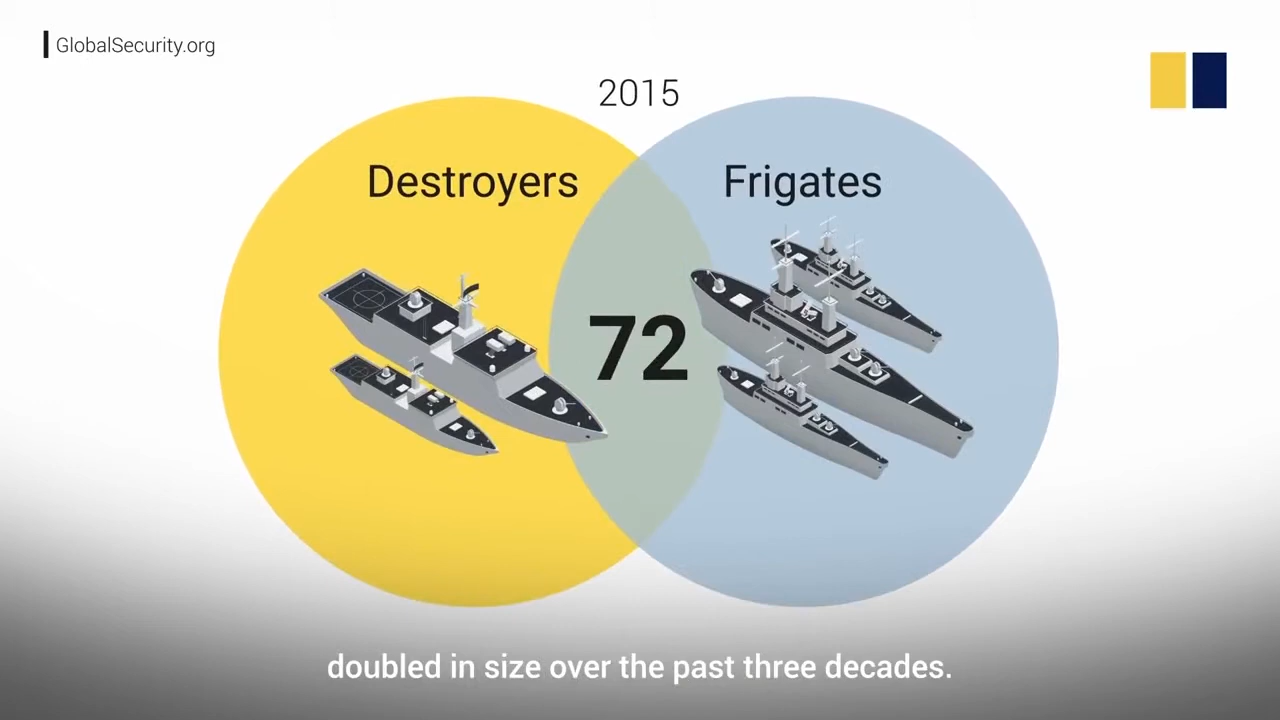 GlobalSecurity.org
2015
Destroyers
Frigates
72
doubled in size over the past three decades.